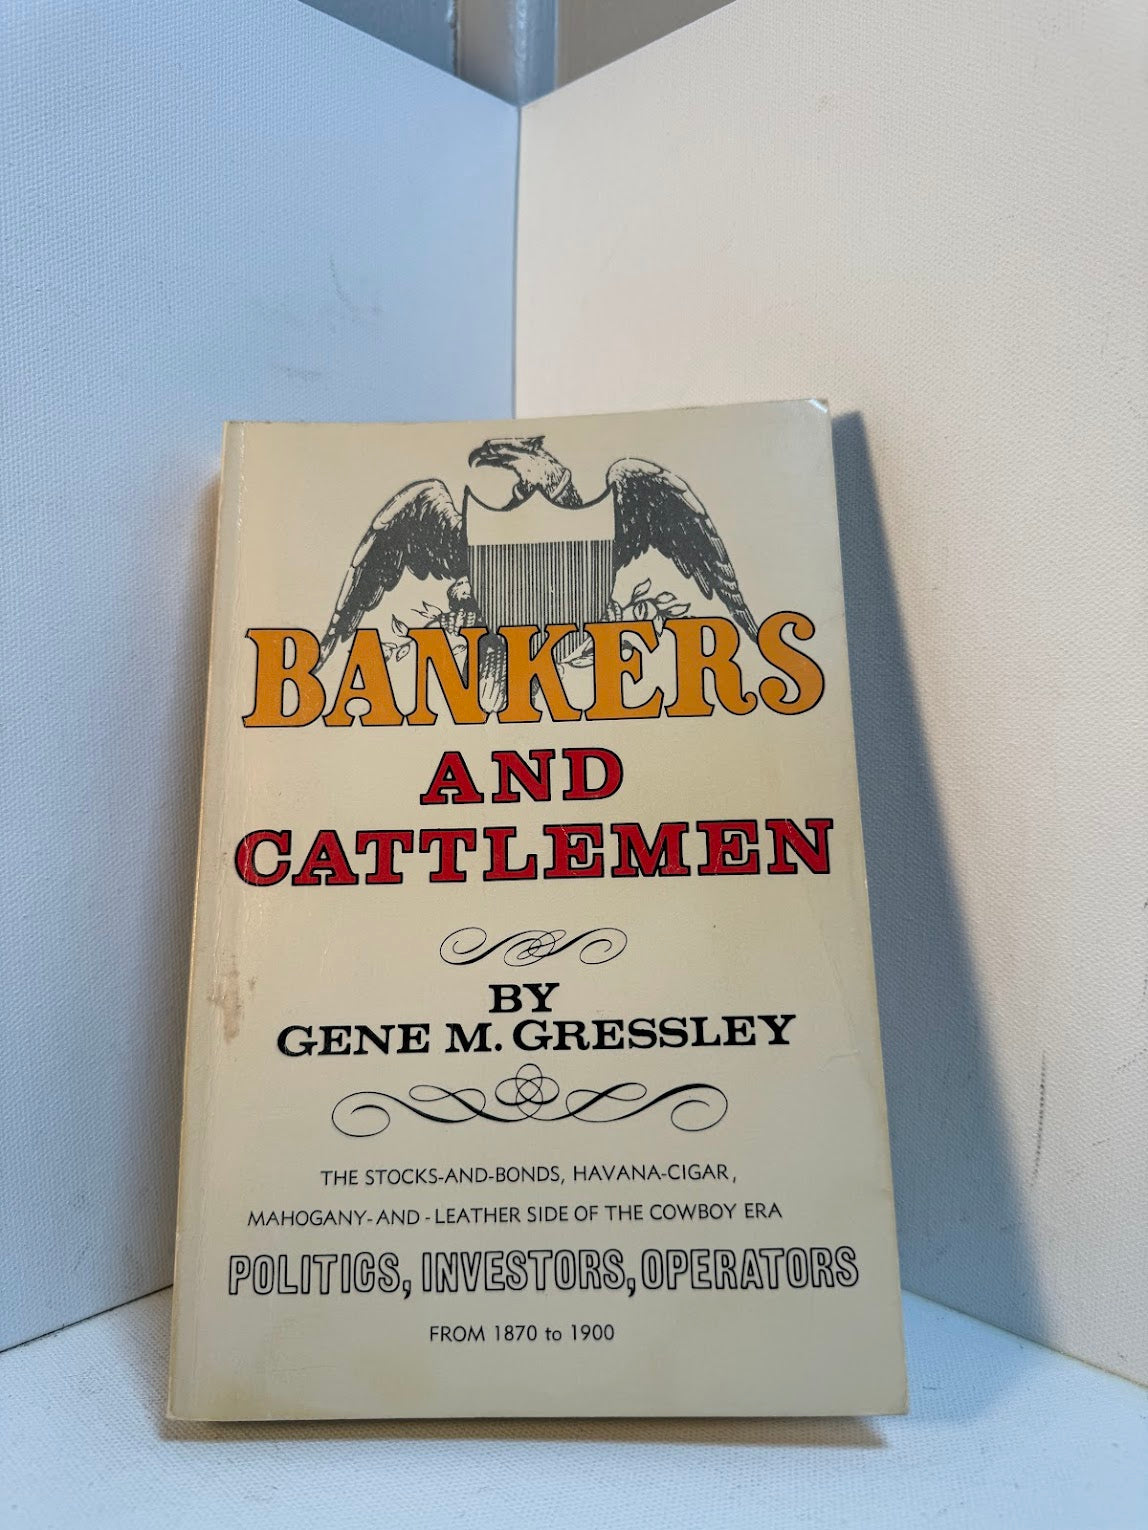 BANKERS
AND
CATTLEMEN
BY
GENE M. GRESSLEY
THE STOCKS-AND-BONDS, HAVANA-CIGAR,
MAHOGANY-AND-LEATHER SIDE OF THE COWBOY ERA
POLITICS, INVESTORS, OPERATORS
FROM 1870 to 1900